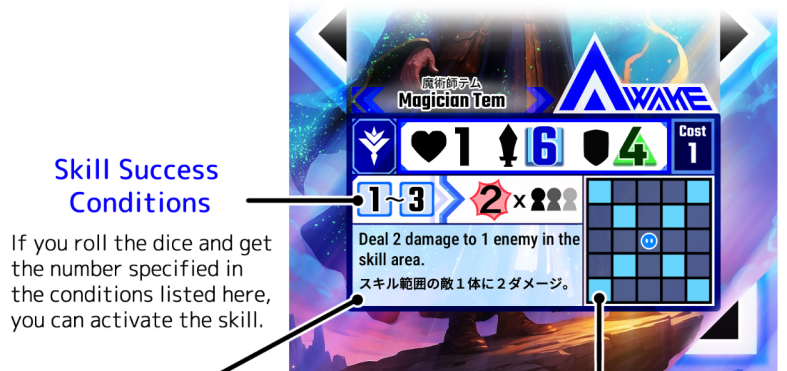 魔術師テム
Magician Tem
AWAKE
1
6
4
Cost
1
Skill Success
Conditions
1~3
2 x
If you roll the dice and get
the number specified in
the conditions listed here,
you can activate the skill.
Deal 2 damage to 1 enemy in the
skill area.
スキル範囲の敵1体に2ダメージ。